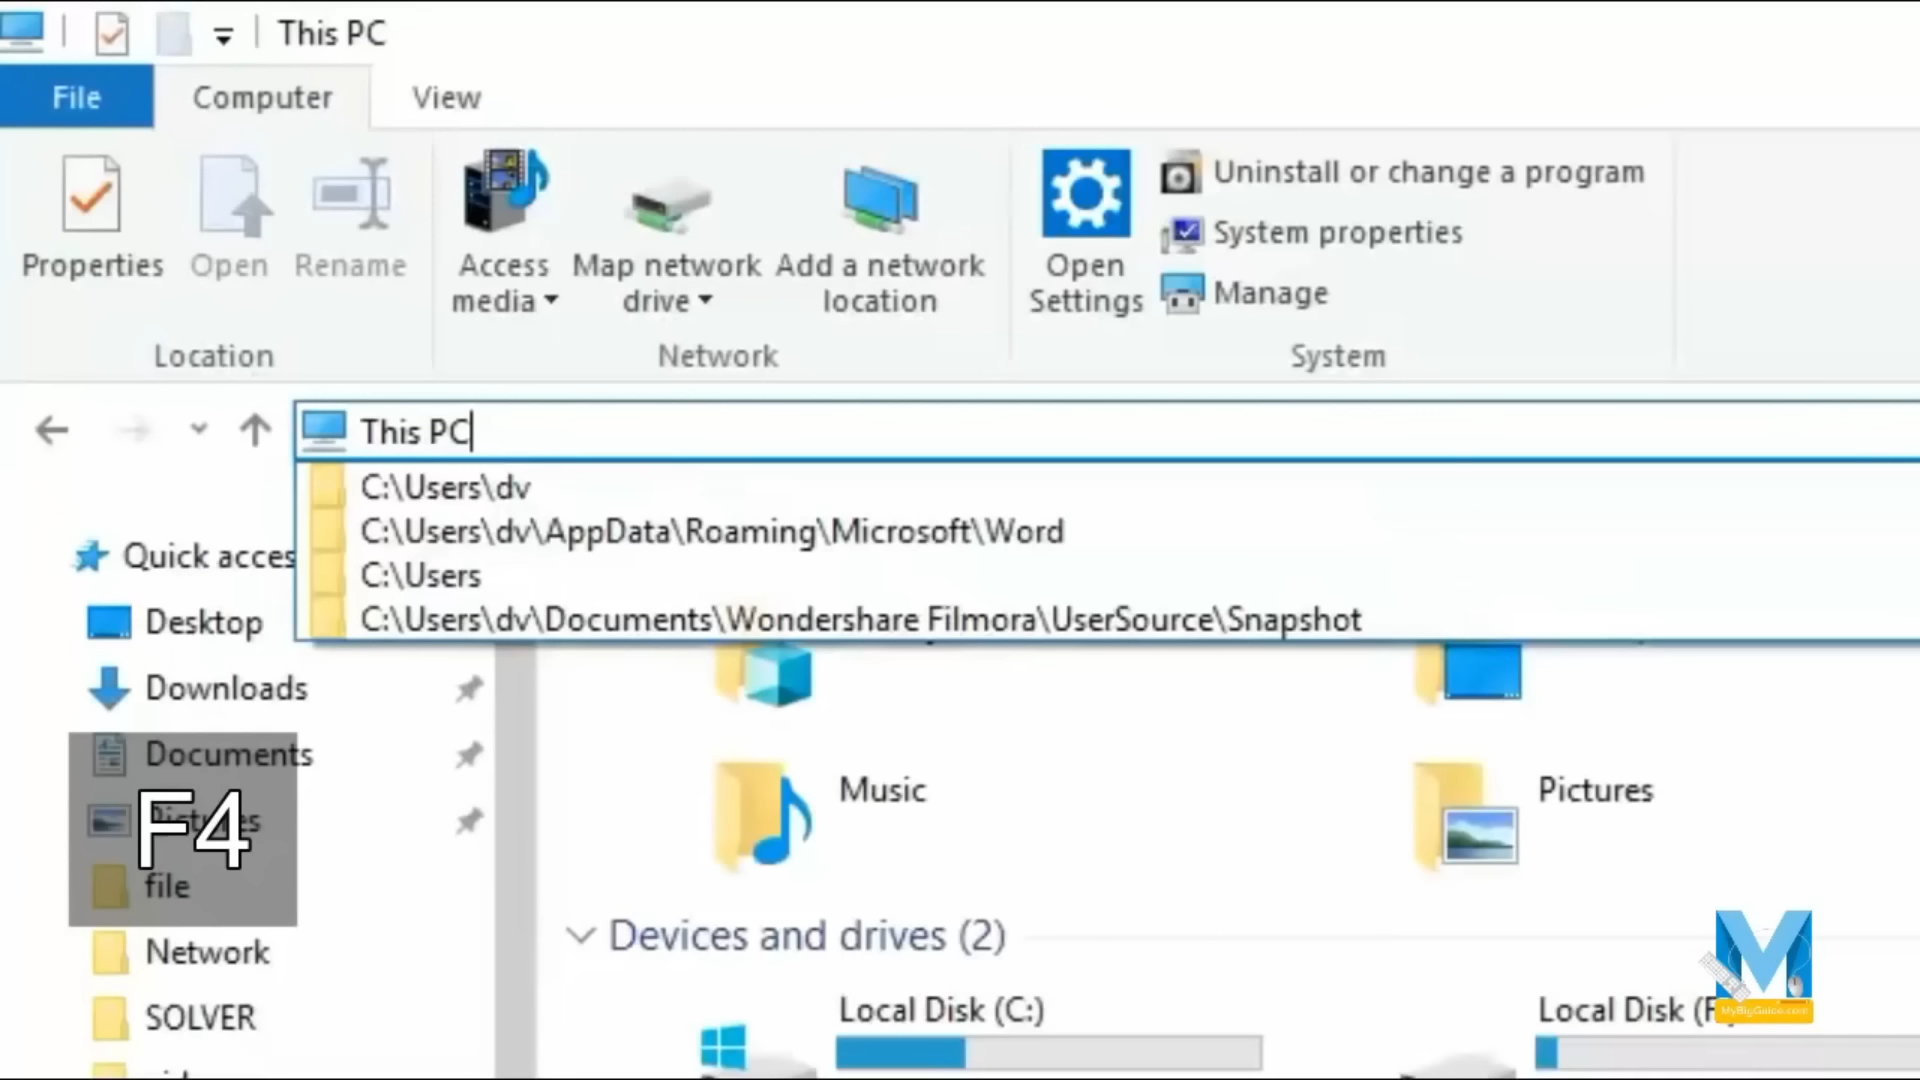 This PC
File
Computer
View
Properties
Open
Rename
Access media
Map network drive
Add a network location
Open Settings
Uninstall or change a program
System properties
Manage
Location
Network
System
This PC
C:\Users\dv
C:\Users\dv\AppData\Roaming\Microsoft\Word
C:\Users
C:\Users\dv\Documents\Wondershare Filmora\UserSource\Snapshot
Quick acces
Desktop
Downloads
Documents
Pictures
F4
file
Network
SOLVER
Music
Pictures
Devices and drives (2)
Local Disk (C:)
Local Disk (F
MyBigGuide.com